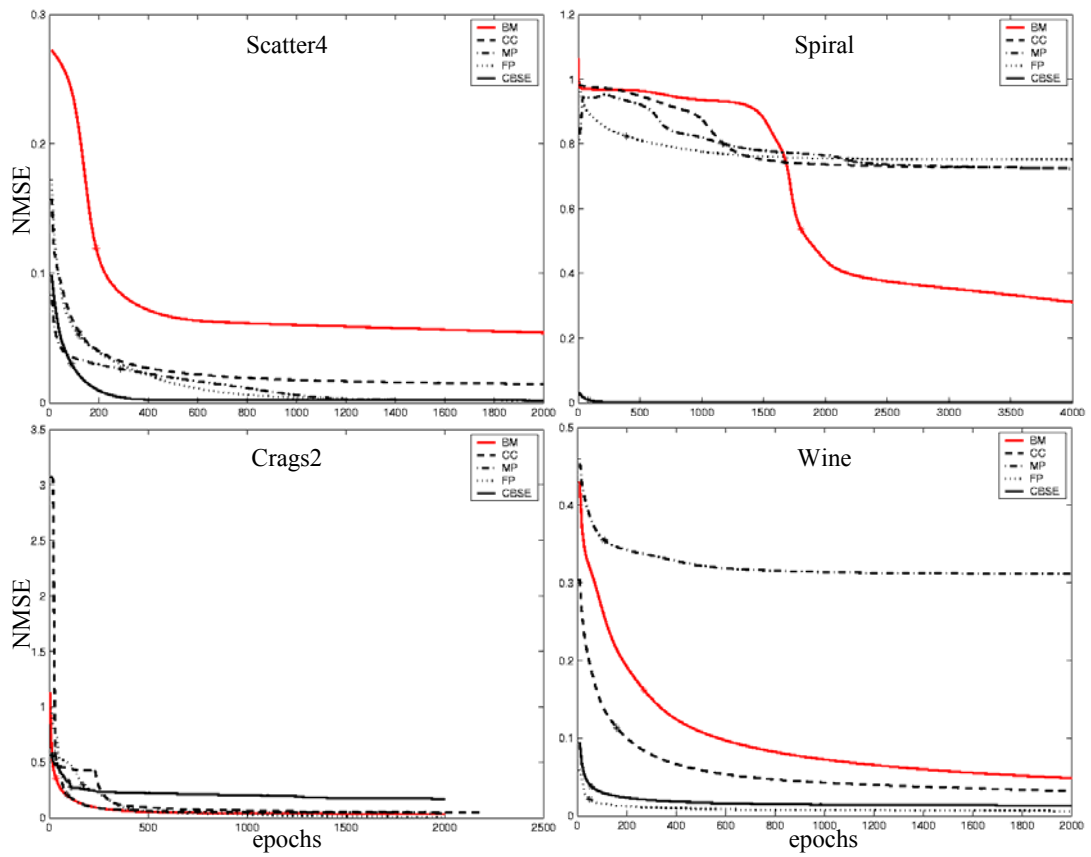 Scatter4
BM
CC
MP
FP
CBSE
NMSE
0.3
0.2
0.1
0
0 200 400 600 800 1000 1200 1400 1600 1800 2000
Spiral
BM
CC
MP
FP
CBSE
1.2
1
0.8
0.6
0.4
0.2
0
0 500 1000 1500 2000 2500 3000 3500 4000
Crags2
BM
CC
MP
FP
CBSE
NMSE
3.5
3
2.5
2
1.5
1
0.5
0
0 500 1000 1500 2000 2500
epochs
Wine
BM
CC
MP
FP
CBSE
0.5
0.4
0.3
0.2
0.1
0
0 200 400 600 800 1000 1200 1400 1600 1800 2000
epochs